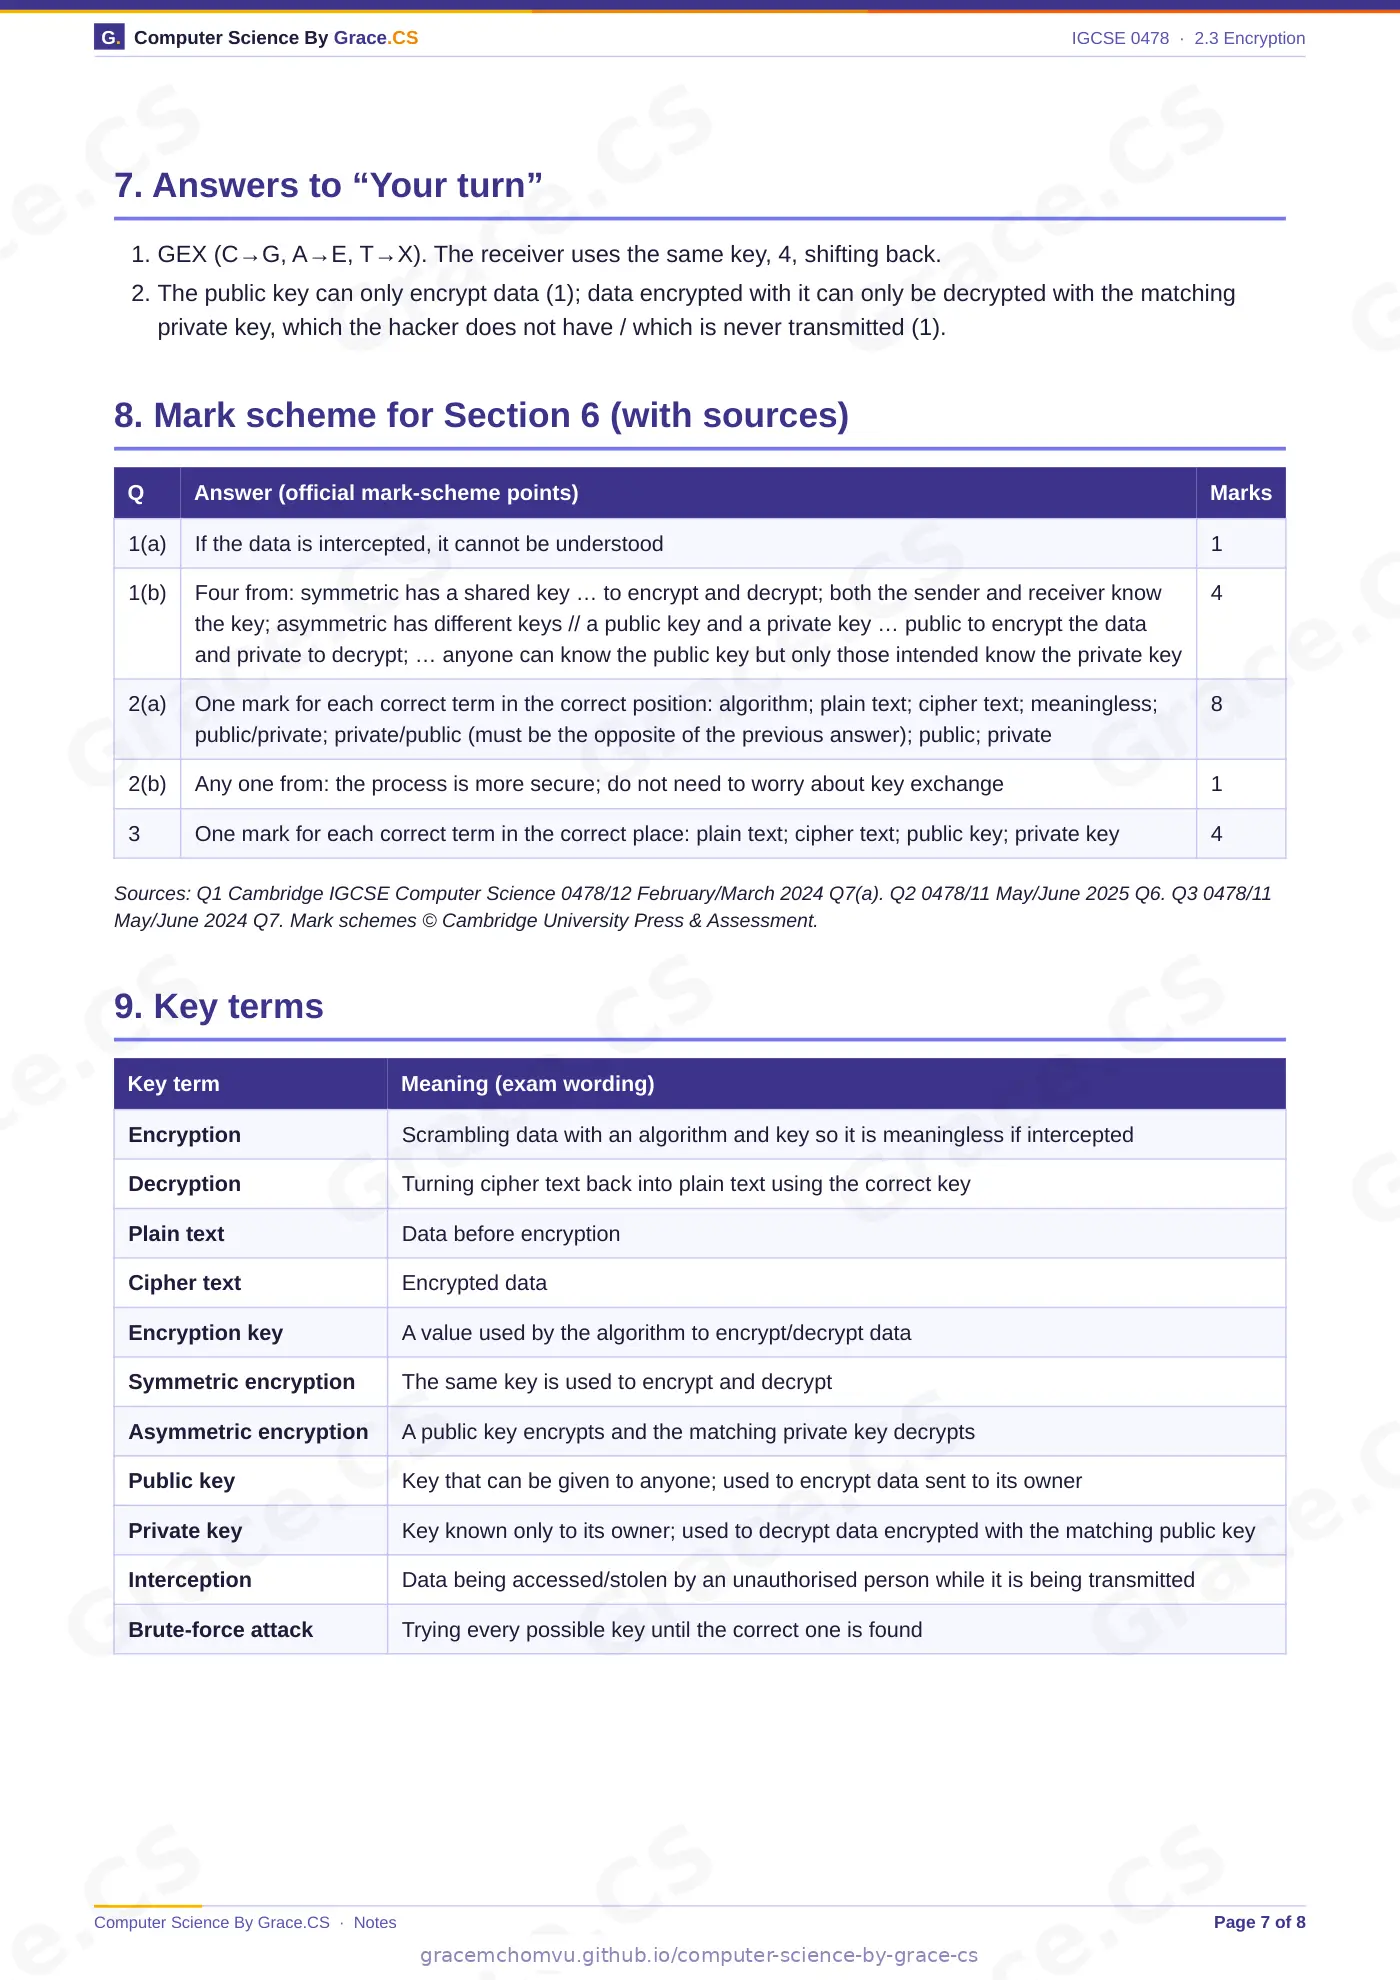 G. Computer Science By Grace.CS
IGCSE 0478 · 2.3 Encryption
7. Answers to “Your turn”
1. GEX (C→G, A→E, T→X). The receiver uses the same key, 4, shifting back.
2. The public key can only encrypt data (1); data encrypted with it can only be decrypted with the matching
private key, which the hacker does not have / which is never transmitted (1).
8. Mark scheme for Section 6 (with sources)
Q Answer (official mark-scheme points) Marks
1(a) If the data is intercepted, it cannot be understood 1
1(b) Four from: symmetric has a shared key … to encrypt and decrypt; both the sender and receiver know 4
the key; asymmetric has different keys // a public key and a private key … public to encrypt the data
and private to decrypt; … anyone can know the public key but only those intended know the private key
2(a) One mark for each correct term in the correct position: algorithm; plain text; cipher text; meaningless; 8
public/private; private/public (must be the opposite of the previous answer); public; private
2(b) Any one from: the process is more secure; do not need to worry about key exchange 1
3 One mark for each correct term in the correct place: plain text; cipher text; public key; private key 4
Sources: Q1 Cambridge IGCSE Computer Science 0478/12 February/March 2024 Q7(a). Q2 0478/11 May/June 2025 Q6. Q3 0478/11
May/June 2024 Q7. Mark schemes © Cambridge University Press & Assessment.
9. Key terms
Key term Meaning (exam wording)
Encryption Scrambling data with an algorithm and key so it is meaningless if intercepted
Decryption Turning cipher text back into plain text using the correct key
Plain text Data before encryption
Cipher text Encrypted data
Encryption key A value used by the algorithm to encrypt/decrypt data
Symmetric encryption The same key is used to encrypt and decrypt
Asymmetric encryption A public key encrypts and the matching private key decrypts
Public key Key that can be given to anyone; used to encrypt data sent to its owner
Private key Key known only to its owner; used to decrypt data encrypted with the matching public key
Interception Data being accessed/stolen by an unauthorised person while it is being transmitted
Brute-force attack Trying every possible key until the correct one is found
Computer Science By Grace.CS · Notes
Page 7 of 8
gracemchomvu.github.io/computer-science-by-grace-cs